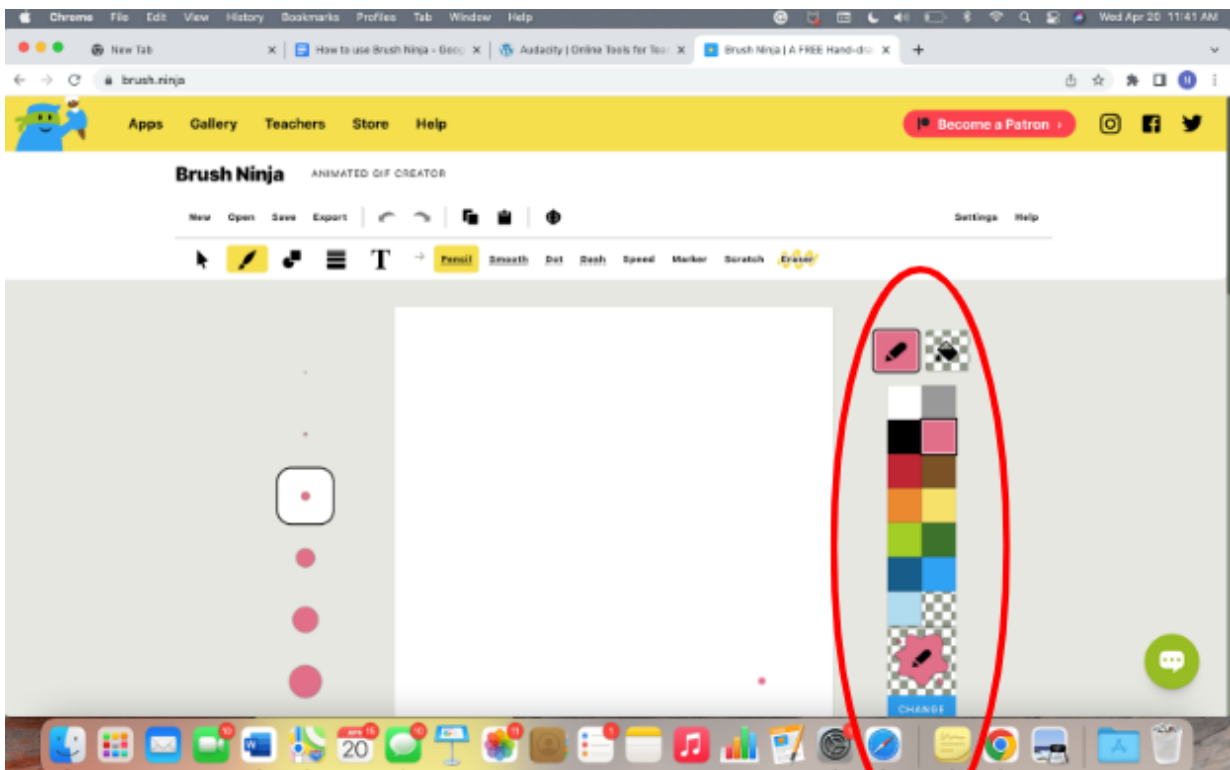 Chrome File Edit View History Bookmarks Profiles Tab Window Help Wed Apr 20 11:41 AM
New Tab How to use Brush Ninja - Goog Audacity | Online Tools for Tea Brush Ninja | A FREE Hand-dra
brush.ninja
Apps Gallery Teachers Store Help Become a Patron
Brush Ninja ANIMATED GIF CREATOR
New Open Save Export Settings Help
T Pencil Smooth Dot Dash Speed Marker Scratch Eraser
CHANGE
20